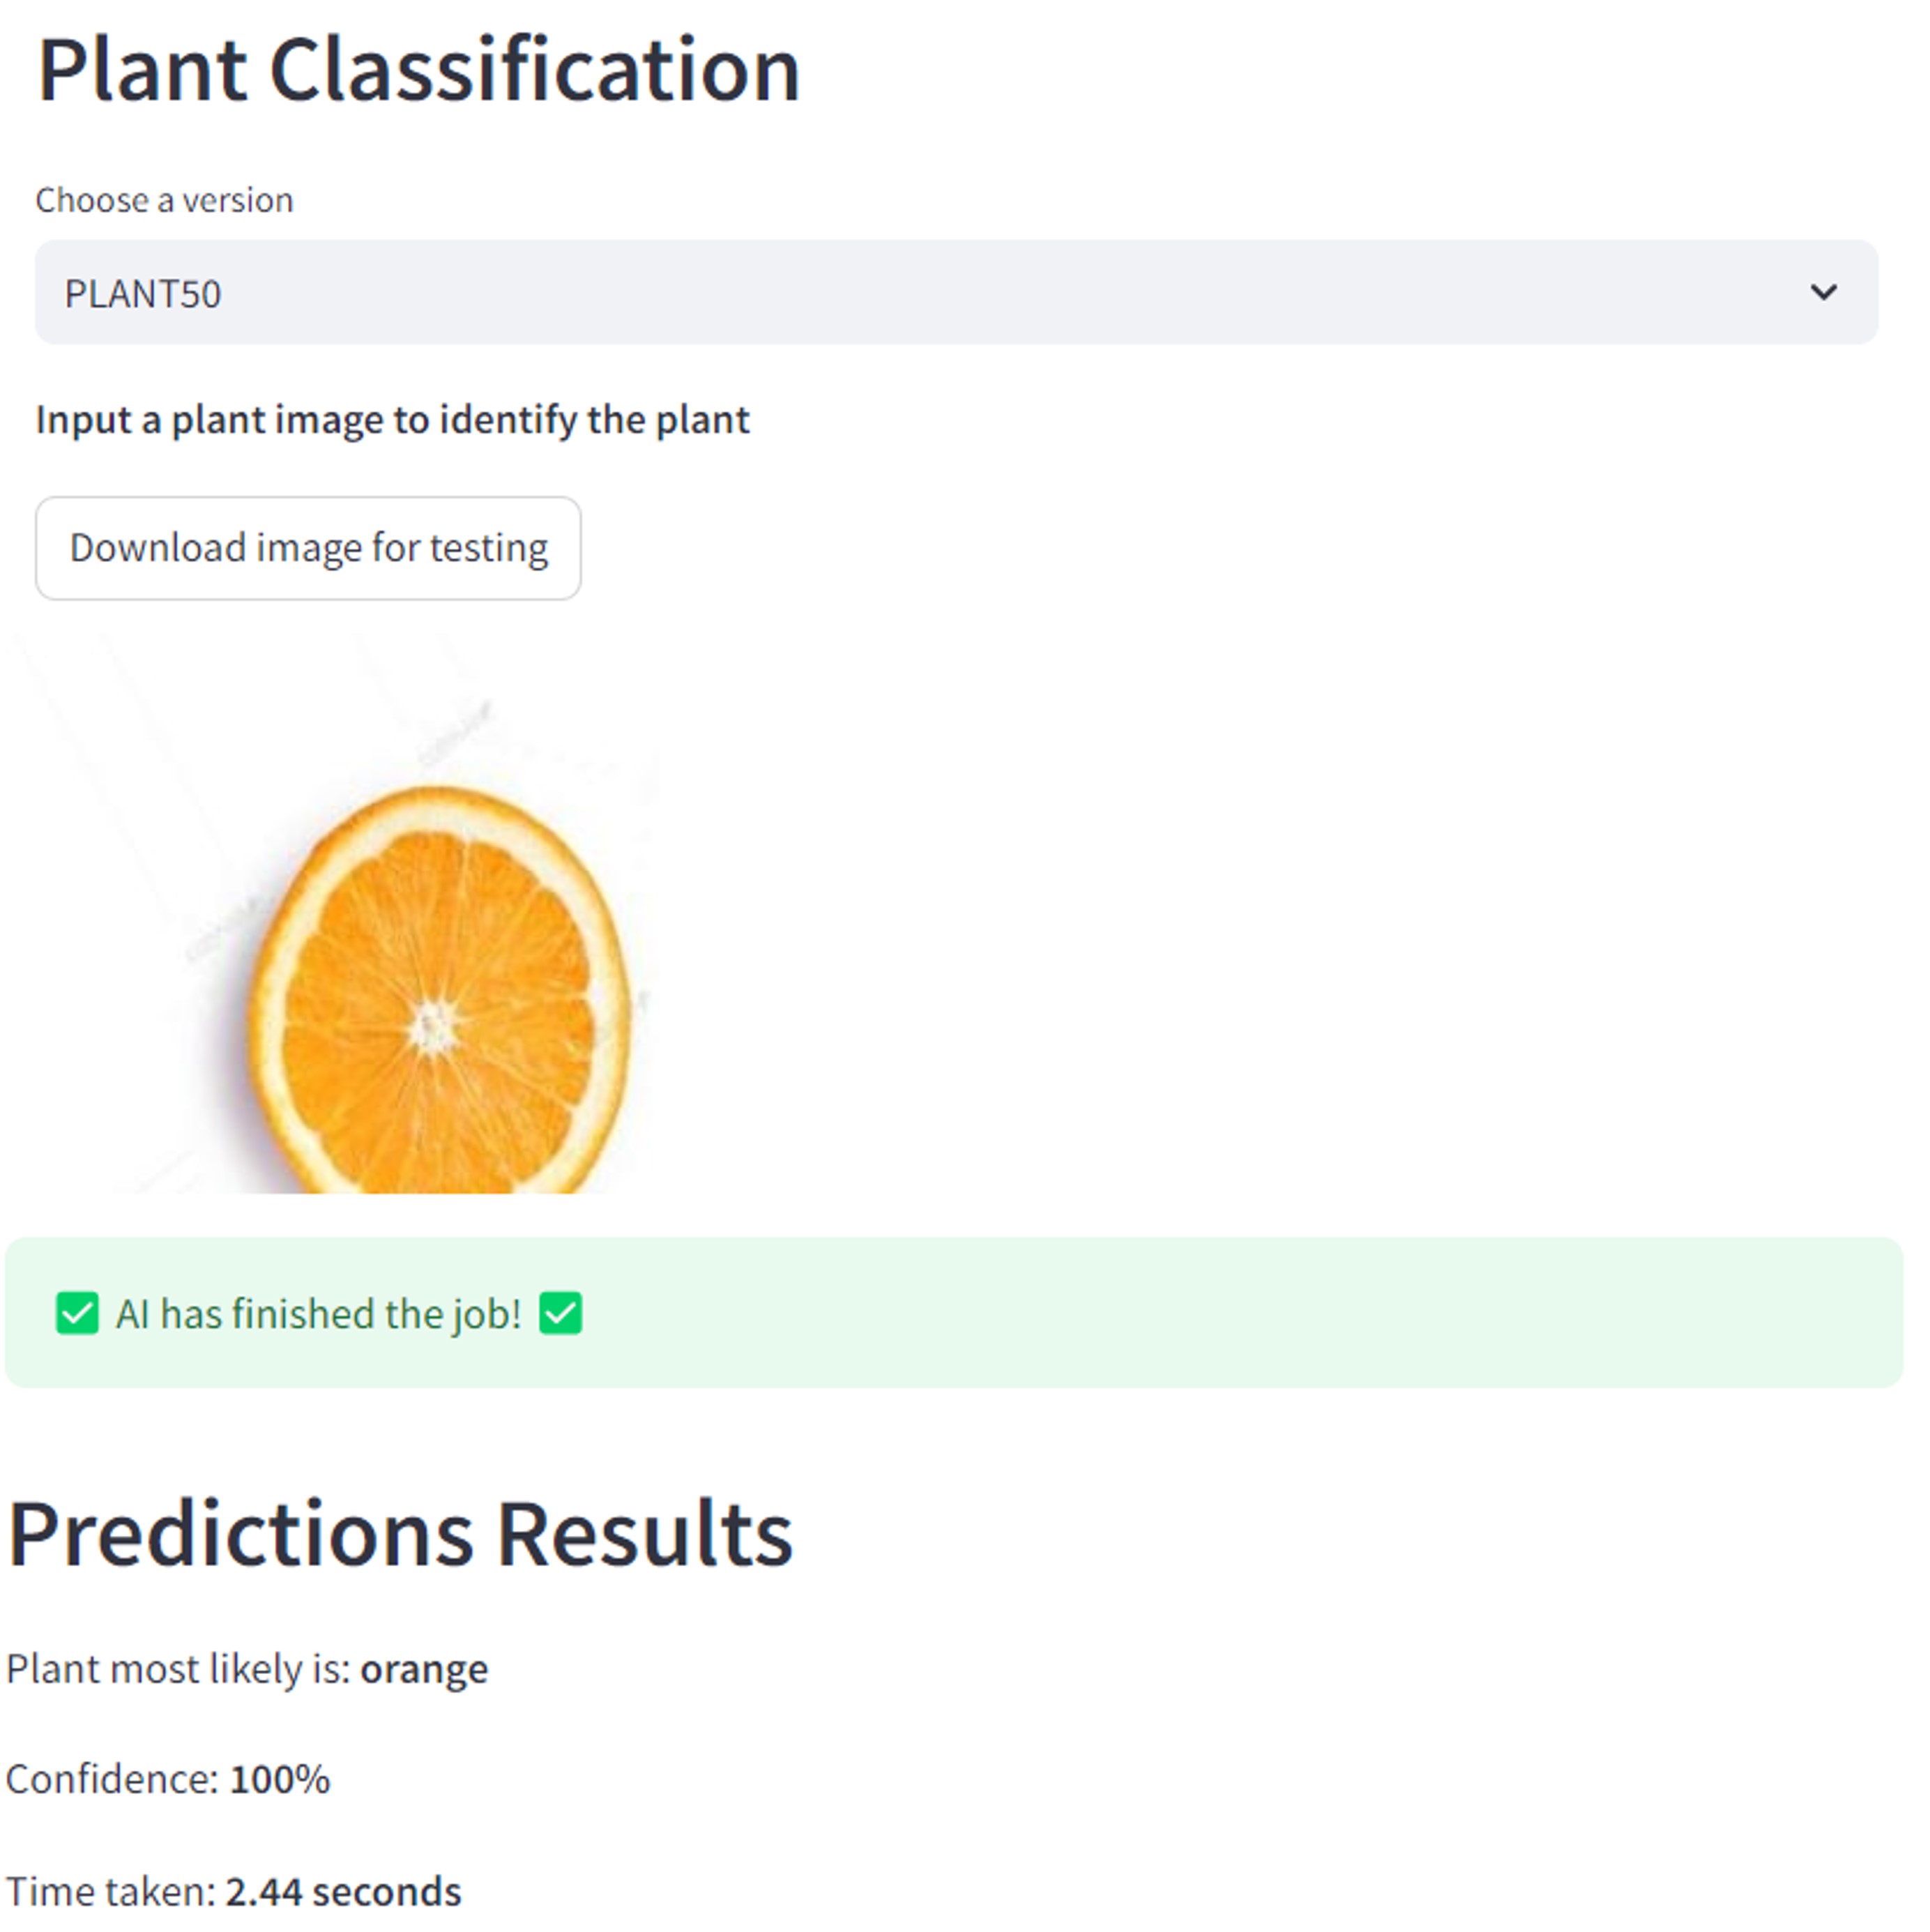 Plant Classification
Choose a version
PLANT50
Input a plant image to identify the plant
Download image for testing
✅ AI has finished the job! ✅
Predictions Results
Plant most likely is: orange
Confidence: 100%
Time taken: 2.44 seconds